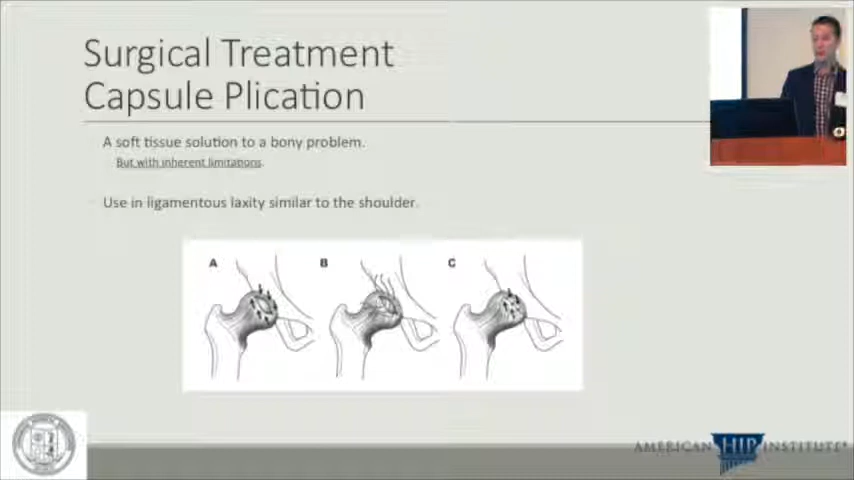 Surgical Treatment
Capsule Plication
A soft tissue solution to a bony problem.
But with inherent limitations.
Use in ligamentous laxity similar to the shoulder.
A B C
AMERICAN HIP INSTITUTE